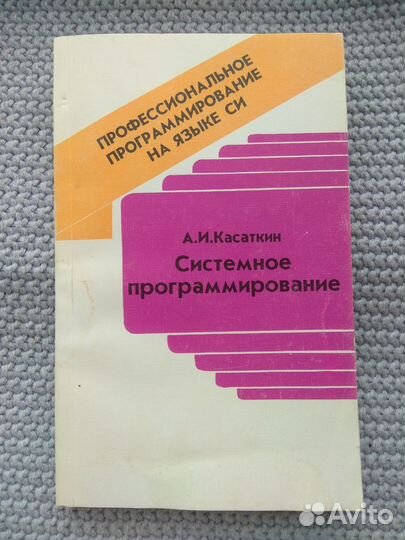 ПРОФЕССИОНАЛЬНОЕ
ПРОГРАММИРОВАНИЕ
НА ЯЗЫКЕ СИ
А.И.Касаткин
Системное
программирование
Avito